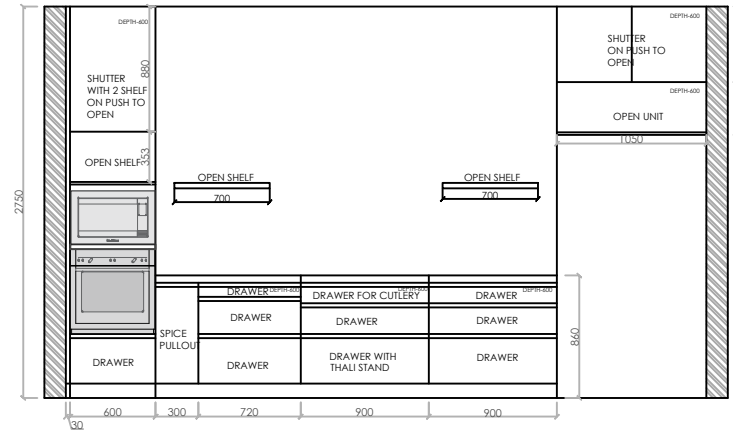 DEPTH-600
DEPTH-600
SHUTTER
ON PUSH TO
OPEN
880
SHUTTER
WITH 2 SHELF
ON PUSH TO
OPEN
DEPTH-600
OPEN UNIT
1050
OPEN SHELF
353
OPEN SHELF
700
OPEN SHELF
700
2750
DRAWER
DEPTH-600
DRAWER FOR CUTLERY
DEPTH-600
DRAWER
DEPTH-600
DRAWER
DRAWER
DRAWER
SPICE
PULLOUT
860
DRAWER
DRAWER
DRAWER WITH
THALI STAND
DRAWER
600
300
720
900
900
30